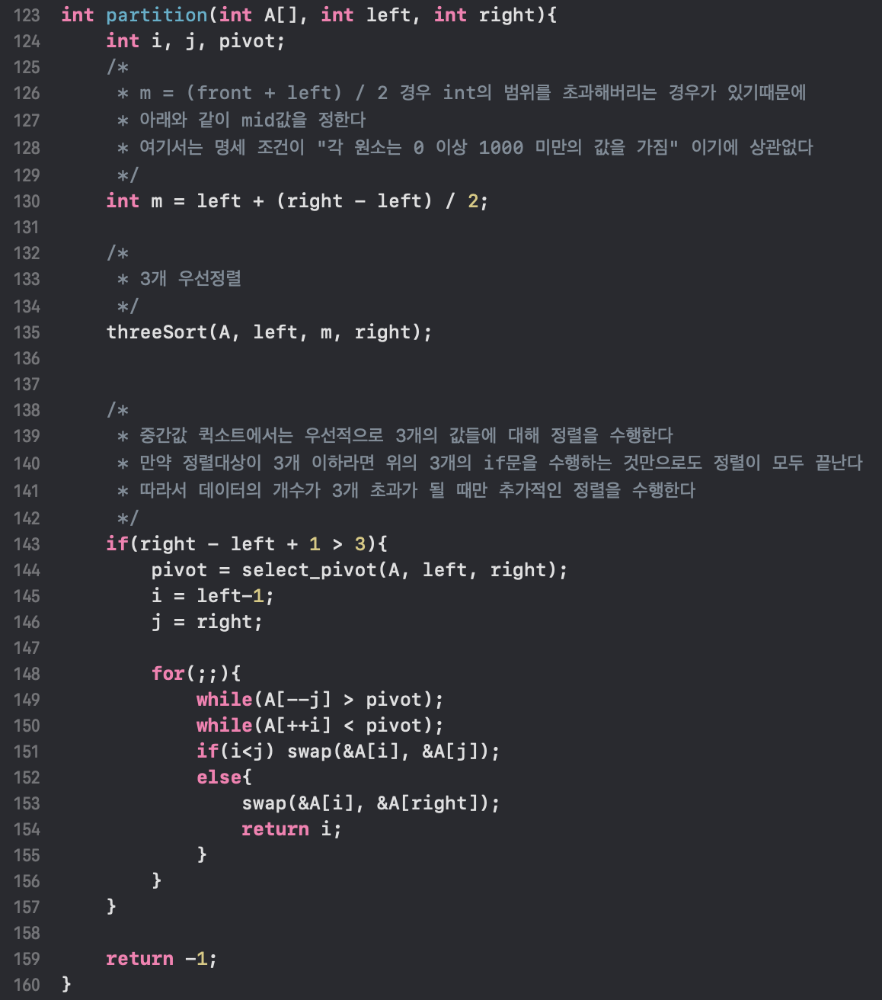 123 int partition(int A[], int left, int right){
124     int i, j, pivot;
125     /*
126      * m = (front + left) / 2 경우 int의 범위를 초과해버리는 경우가 있기때문에
127      * 아래와 같이 mid값을 정한다
128      * 여기서는 명세 조건이 "각 원소는 0 이상 1000 미만의 값을 가짐" 이기에 상관없다
129      */
130     int m = left + (right - left) / 2;
131
132     /*
133      * 3개 우선정렬
134      */
135     threeSort(A, left, m, right);
136
137
138     /*
139      * 중간값 퀵소트에서는 우선적으로 3개의 값들에 대해 정렬을 수행한다
140      * 만약 정렬대상이 3개 이하라면 위의 3개의 if문을 수행하는 것만으로도 정렬이 모두 끝난다
141      * 따라서 데이터의 개수가 3개 초과가 될 때만 추가적인 정렬을 수행한다
142      */
143     if(right - left + 1 > 3){
144         pivot = select_pivot(A, left, right);
145         i = left-1;
146         j = right;
147
148         for(;;){
149             while(A[--j] > pivot);
150             while(A[++i] < pivot);
151             if(i<j) swap(&A[i], &A[j]);
152             else{
153                 swap(&A[i], &A[right]);
154                 return i;
155             }
156         }
157     }
158
159     return -1;
160 }